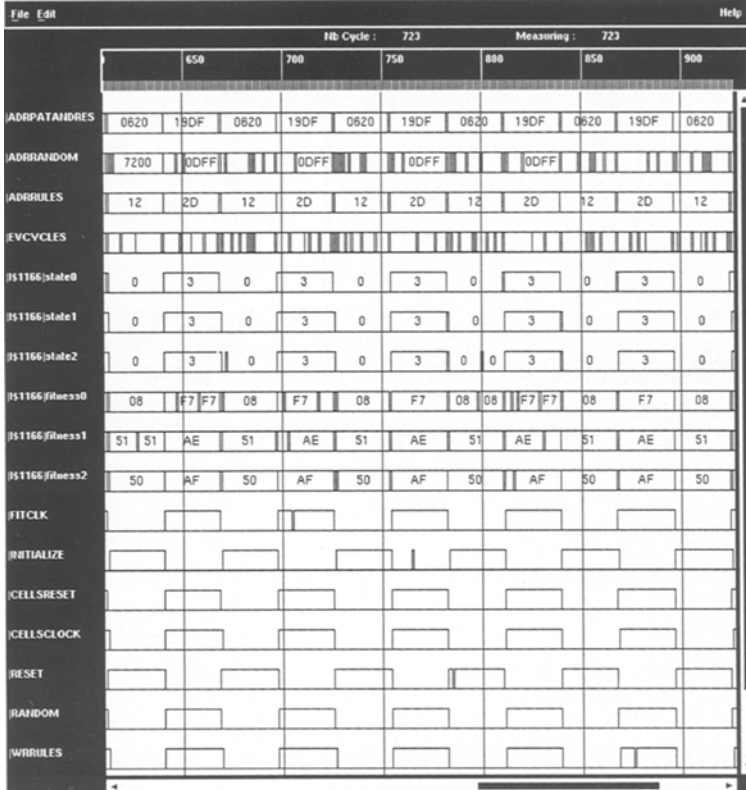 File Edit Help
Nb Cycle : 723 Measuring : 723
650 700 750 800 850 900
|ADRPATANDRES 0620 19DF 0620 19DF 0620 19DF 0620 19DF 0620 19DF 0620
|ADRRANDOM 7200 0DFF 0DFF 0DFF 0DFF
|ADRRULES 12 2D 12 2D 12 2D 12 2D 12 2D 12
|EVCYCLES
|I$1166|state0 0 3 0 3 0 3 0 3 0 3 0
|I$1166|state1 0 3 0 3 0 3 0 3 0 3 0
|I$1166|state2 0 3 0 3 0 3 0 0 3 0 3 0
|I$1166|fitness0 08 F7 F7 08 F7 08 F7 08 08 F7 F7 08 F7 08
|I$1166|fitness1 51 51 AE 51 AE 51 AE 51 AE 51 AE 51
|I$1166|fitness2 50 AF 50 AF 50 AF 50 AF 50 AF 50
|FITCLK
|INITIALIZE
|CELLSRESET
|CELLSCLOCK
|RESET
|RANDOM
|WRRULES